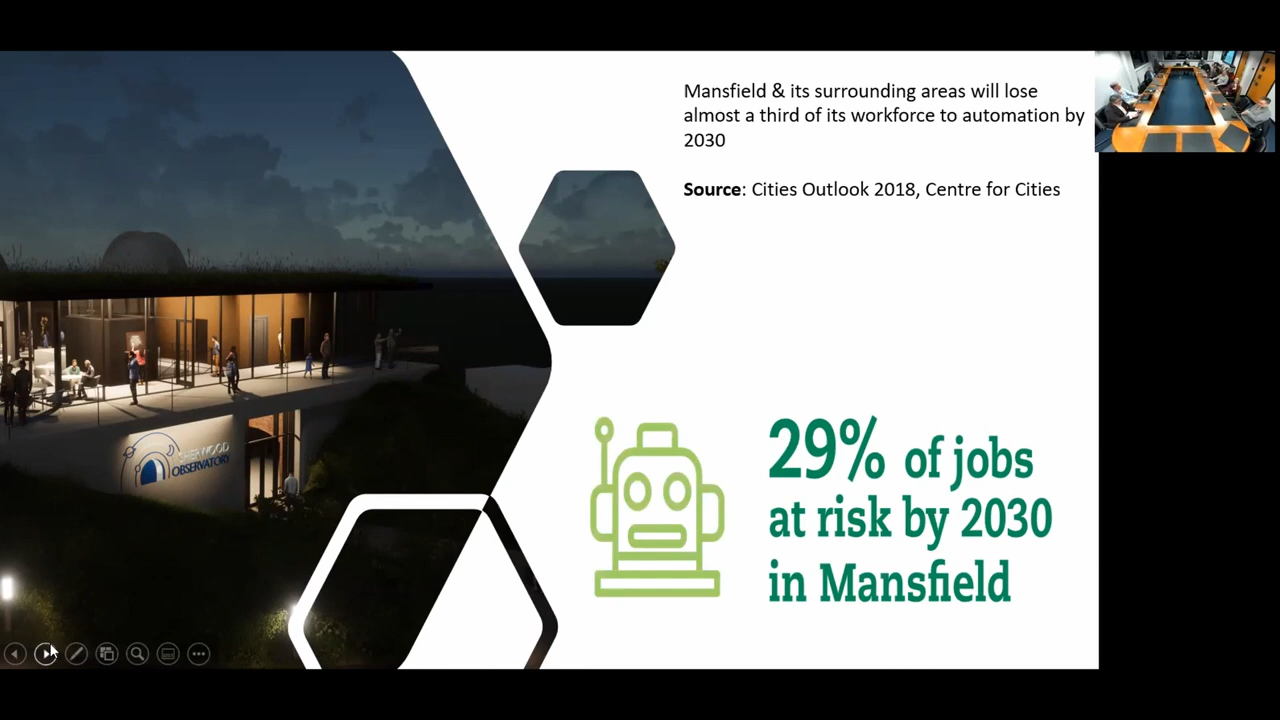 Mansfield & its surrounding areas will lose
almost a third of its workforce to automation by
2030
Source: Cities Outlook 2018, Centre for Cities
SHERWOOD
OBSERVATORY
29% of jobs
at risk by 2030
in Mansfield